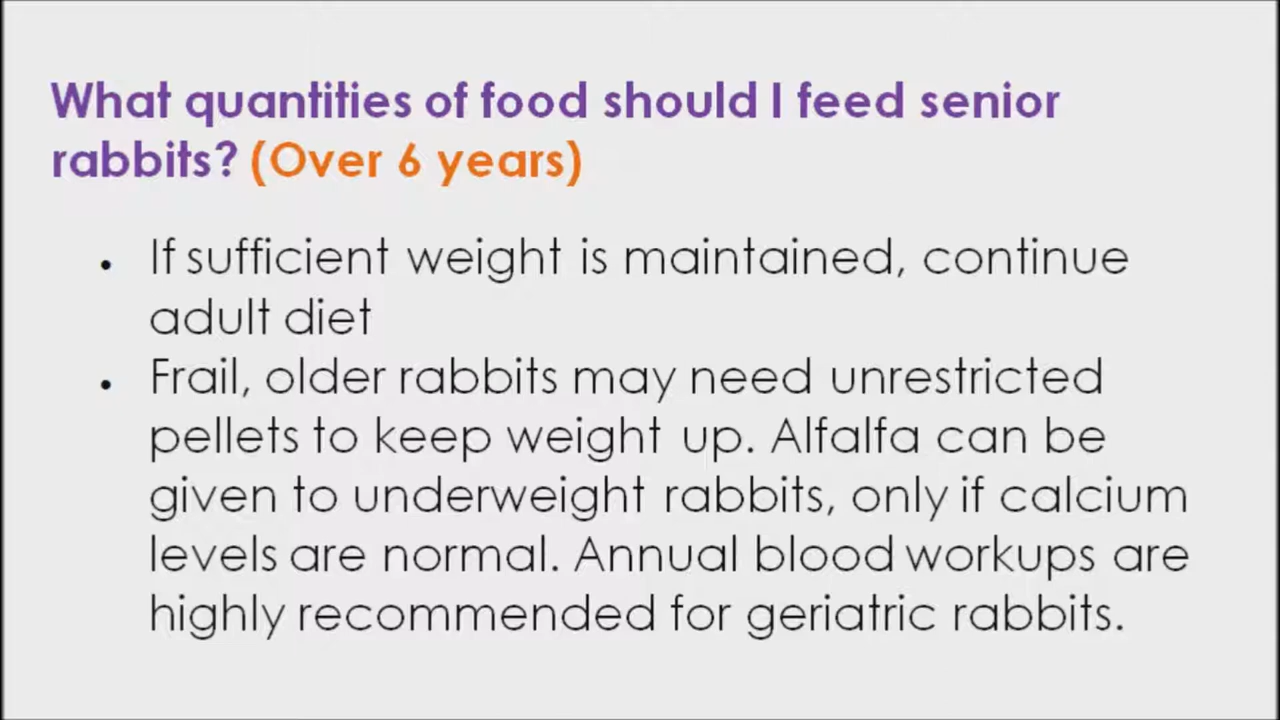 What quantities of food should I feed senior
rabbits? (Over 6 years)
• If sufficient weight is maintained, continue
adult diet
• Frail, older rabbits may need unrestricted
pellets to keep weight up. Alfalfa can be
given to underweight rabbits, only if calcium
levels are normal. Annual blood workups are
highly recommended for geriatric rabbits.